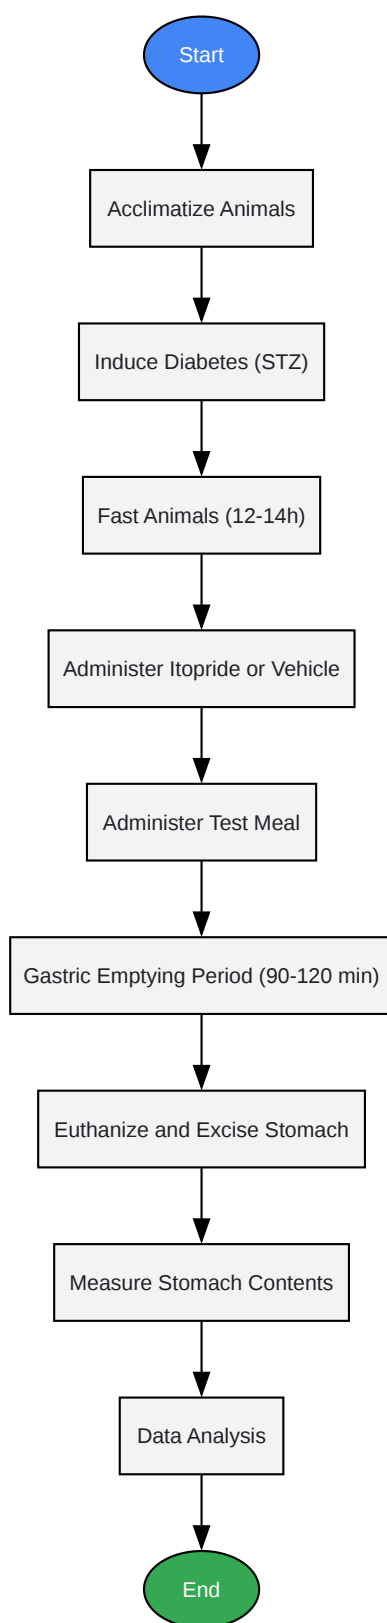 Start
Acclimatize Animals
Induce Diabetes (STZ)
Fast Animals (12-14h)
Administer Itopride or Vehicle
Administer Test Meal
Gastric Emptying Period (90-120 min)
Euthanize and Excise Stomach
Measure Stomach Contents
Data Analysis
End